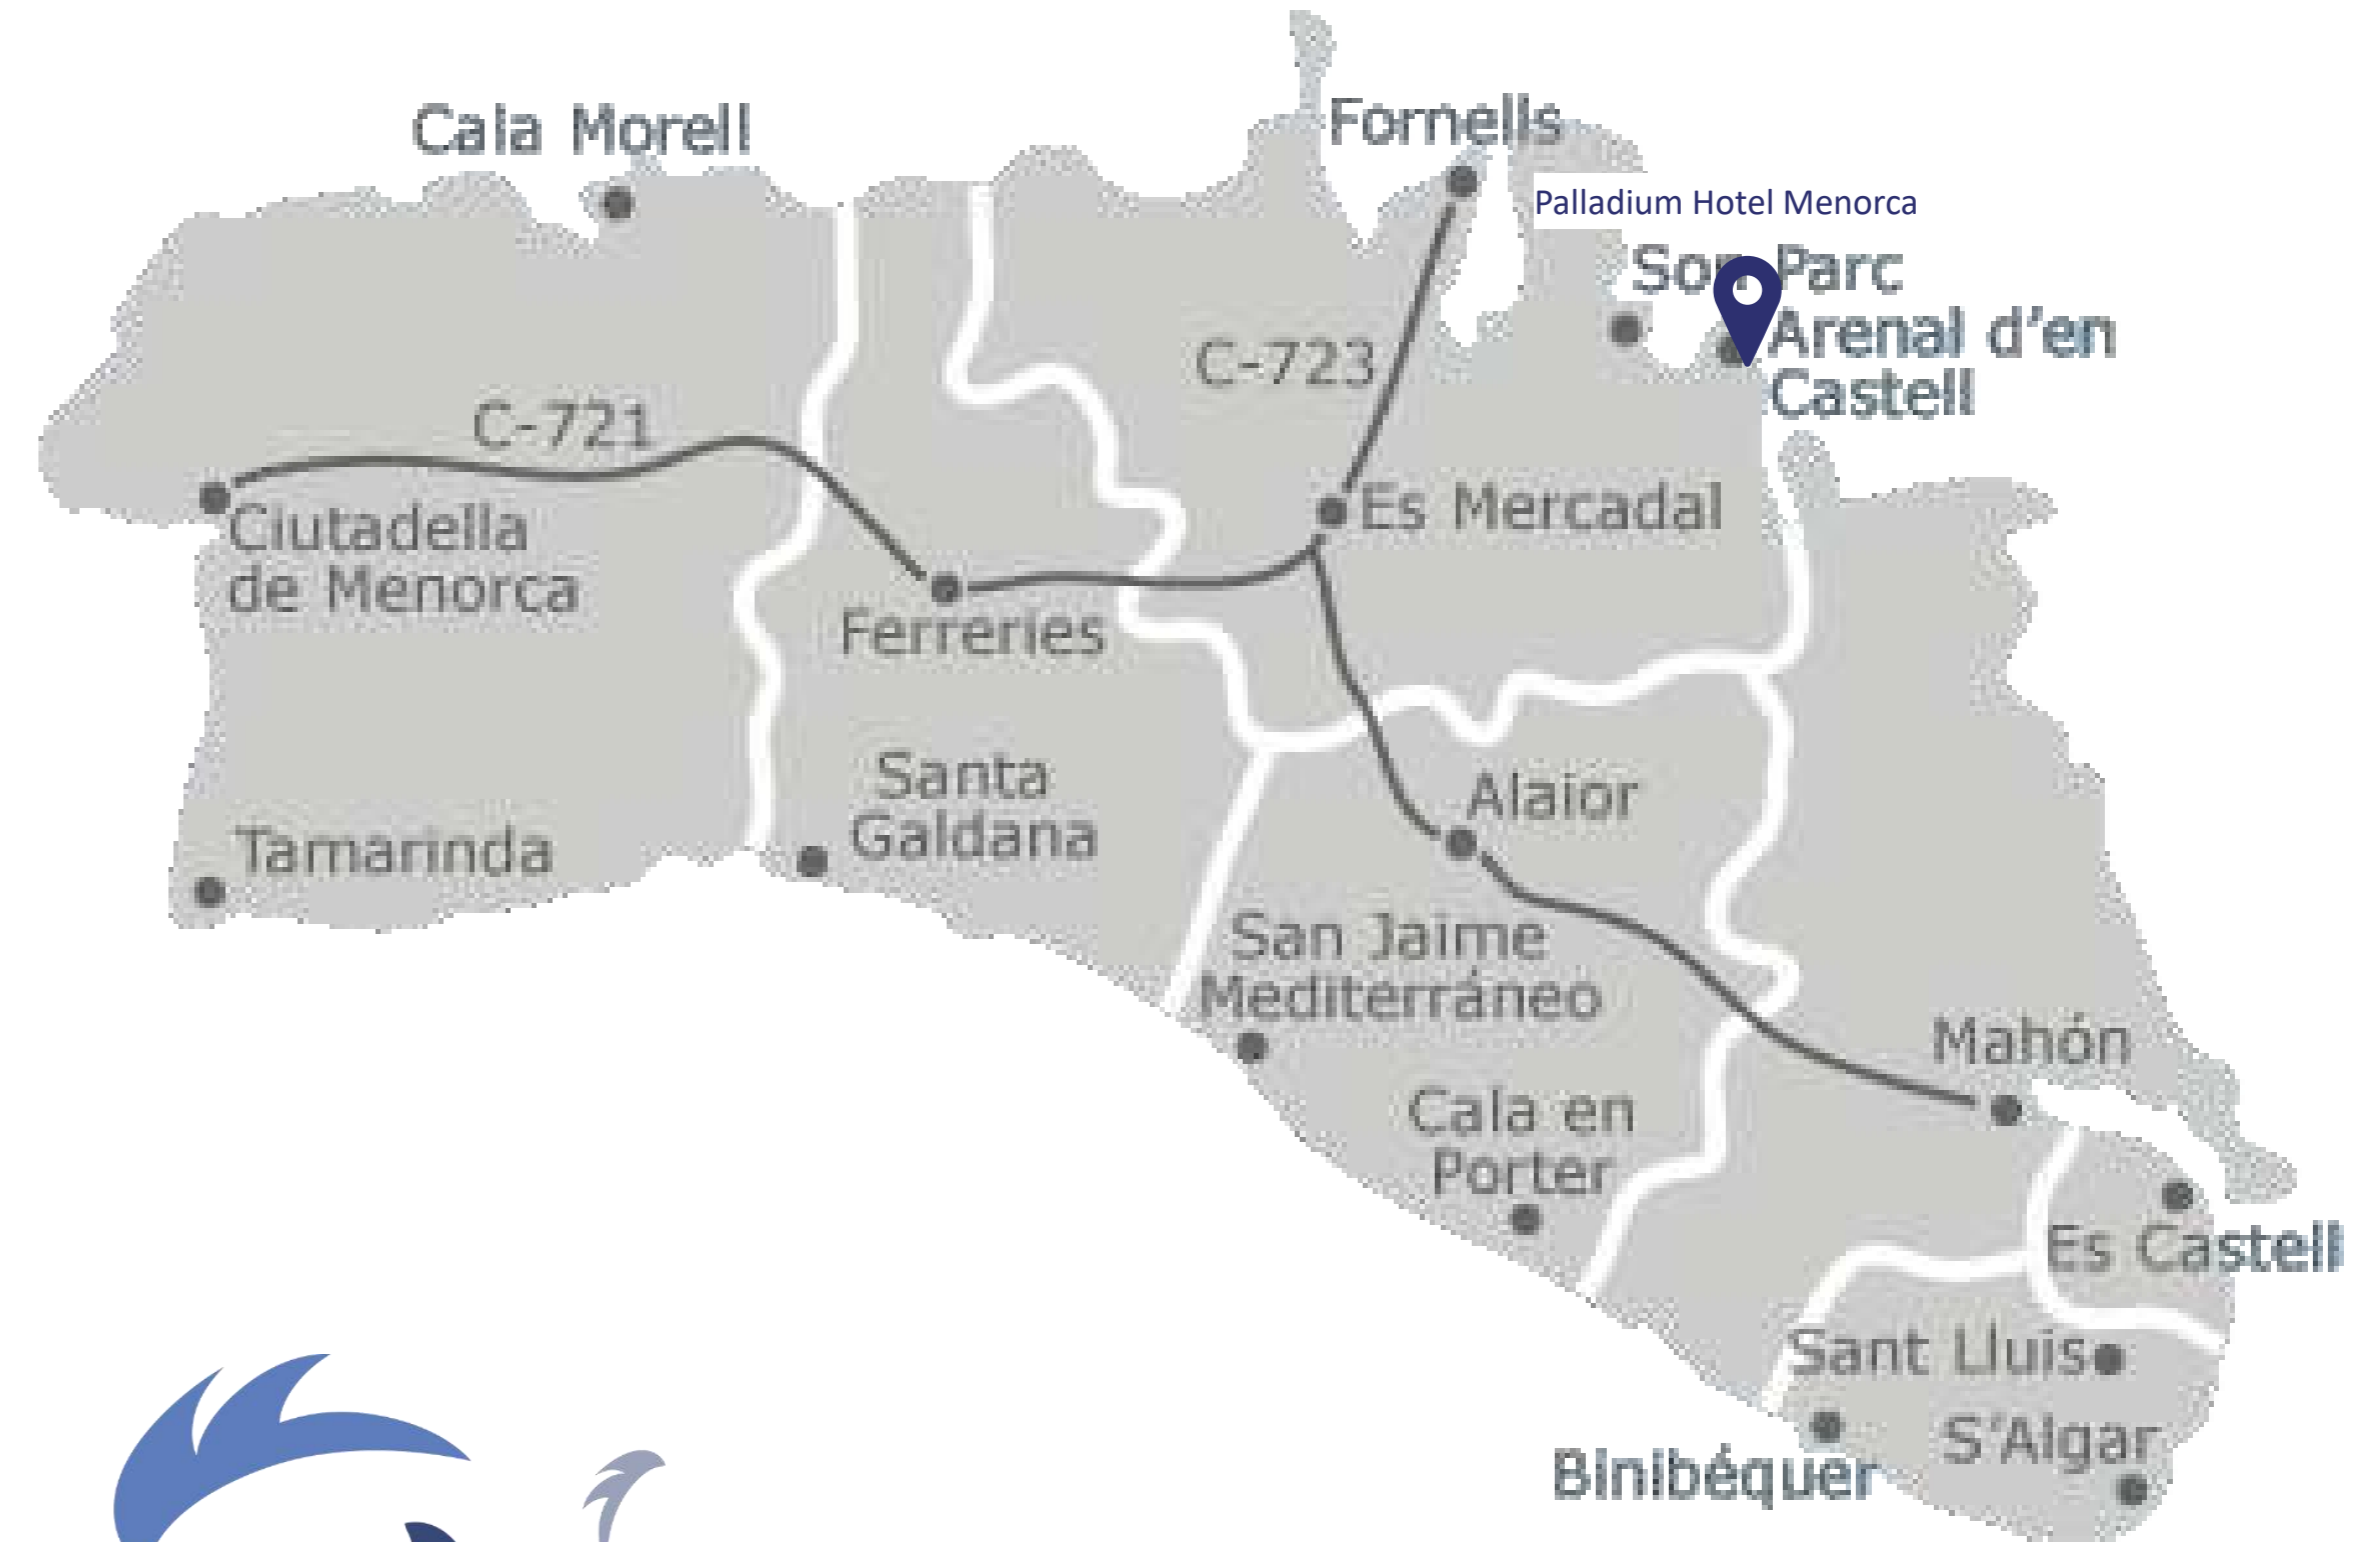 Cala Morell
Fornells
Palladium Hotel Menorca
Son Parc
Arenal d'en
Castell
C-723
C-721
Es Mercadal
Ciutadella
de Menorca
Ferreries
Santa
Galdana
Alaior
Tamarinda
San Jaime
Mediterráneo
Mahón
Cala en
Porter
Es Castell
Sant Lluis
S'Algar
Binibéquer